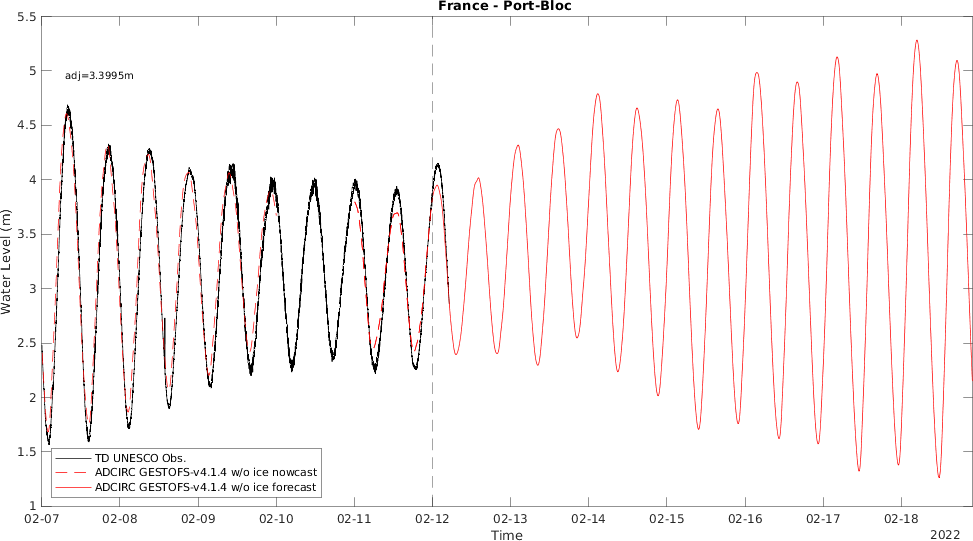 France - Port-Bloc
5.5
5
4.5
4
3.5
3
2.5
2
1.5
1
Water Level (m)
adj=3.3995m
TD UNESCO Obs.
ADCIRC GESTOFS-v4.1.4 w/o ice nowcast
ADCIRC GESTOFS-v4.1.4 w/o ice forecast
02-07 02-08 02-09 02-10 02-11 02-12 02-13 02-14 02-15 02-16 02-17 02-18
Time
2022